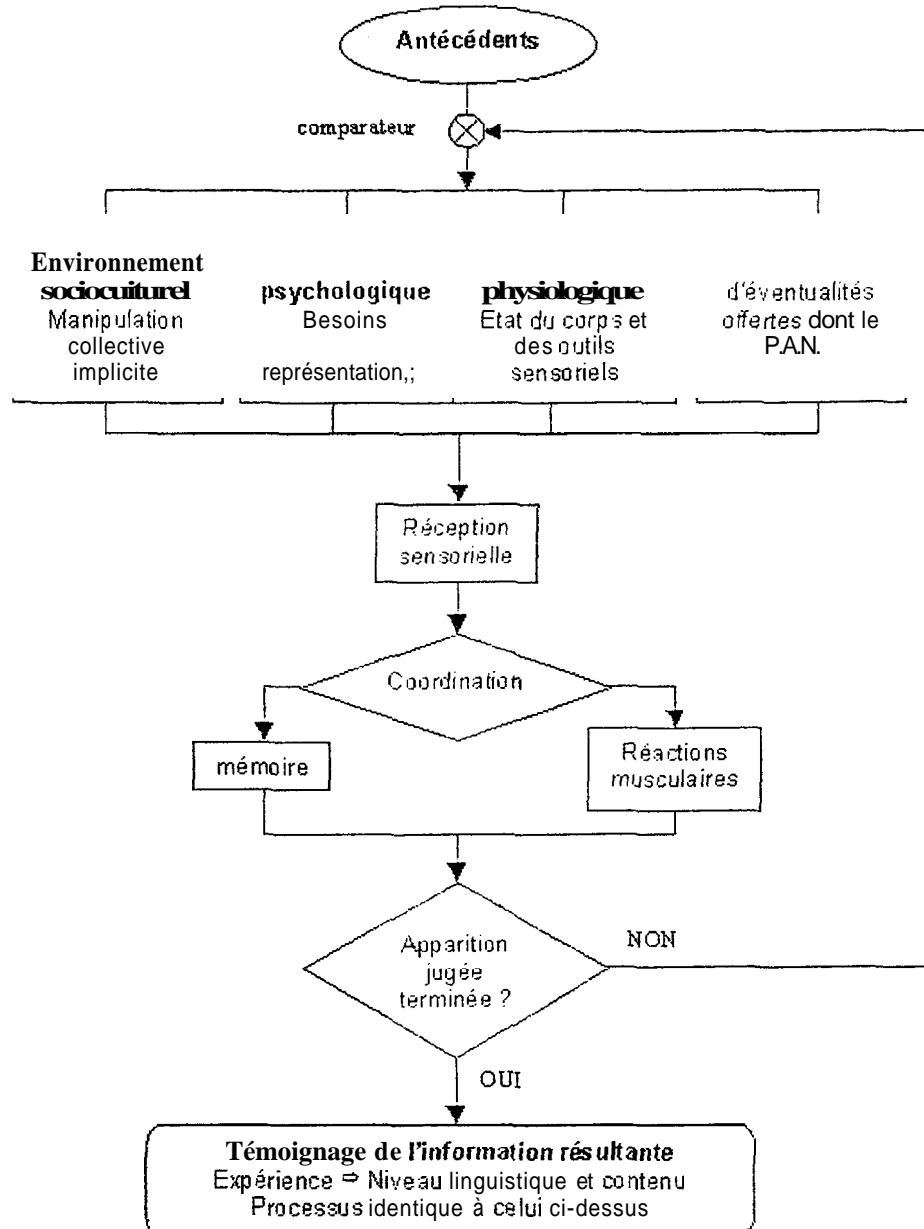 Antécédents
comparateur
Environnement
sociocuiturel
Manipulation
collective
implicite
psychologique
Besoins
représentation,;
physiologique
Etat du corps et
des outils
sensoriels
d'éventualités
offertes dont le
P.A.N.
Réception
sensorielle
Coordination
mémoire
Réactions
musculaires
Apparition
jugée
terminée ?
NON
OUI
Témoignage de l'information résultante
Expérience ⇨ Niveau linguistique et contenu
Processus identique à celui ci-dessus